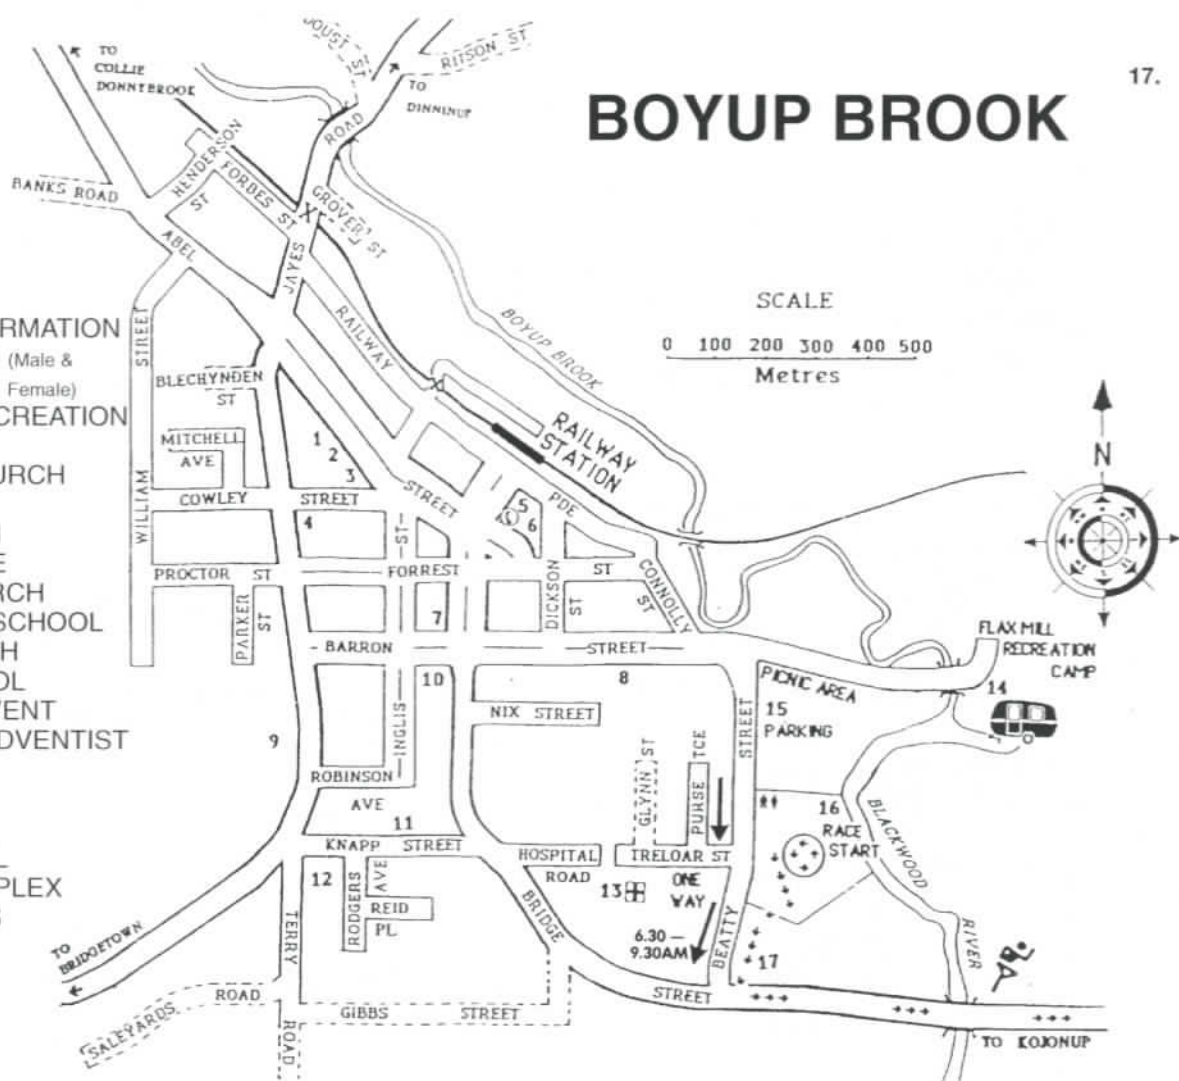 17.
BOYUP BROOK
JOUST ST
RITSON ST
TO
COLLIE
DONNYBROOK
TO
DINNINUP
ROAD
HENDERSON
ST
FORBES ST
GROVER ST
BANKS ROAD
ABEL
JAYES
RAILWAY
BOYUP BROOK
SCALE
0 100 200 300 400 500
Metres
RMATION
(Male &
Female)
CREATION
URCH
E
RCH
SCHOOL
H
OL
VENT
DVENTIST
PLEX
STREET
WILLIAM
BLECHYNDEN
ST
MITCHELL
AVE
COWLEY STREET
1
2
3
4
STREET
RAILWAY
STATION
PDE
5
6
N
PROCTOR ST
PARKER
ST
ST
FORREST ST
DICKSON
ST
CONNOLLY
ST
7
BARRON STREET
8
9
10
INGLIS
NIX STREET
FLAX MILL
RECREATION
CAMP
14
PICNIC AREA
15
PARKING
STREET
ROBINSON
AVE
11
KNAPP STREET
GLYNN ST
PURSE TCE
16
RACE
START
BLACKWOOD
RIVER
HOSPITAL
ROAD
TRELOAR ST
12
RODGERS AVE
REID
PL
13
ONE
WAY
6.30 —
9.30AM
BEATTY
17
BRIDGE
STREET
TO
BRIDGETOWN
TERRY
ROAD
SALEYARDS
ROAD
GIBBS STREET
TO KOJONUP